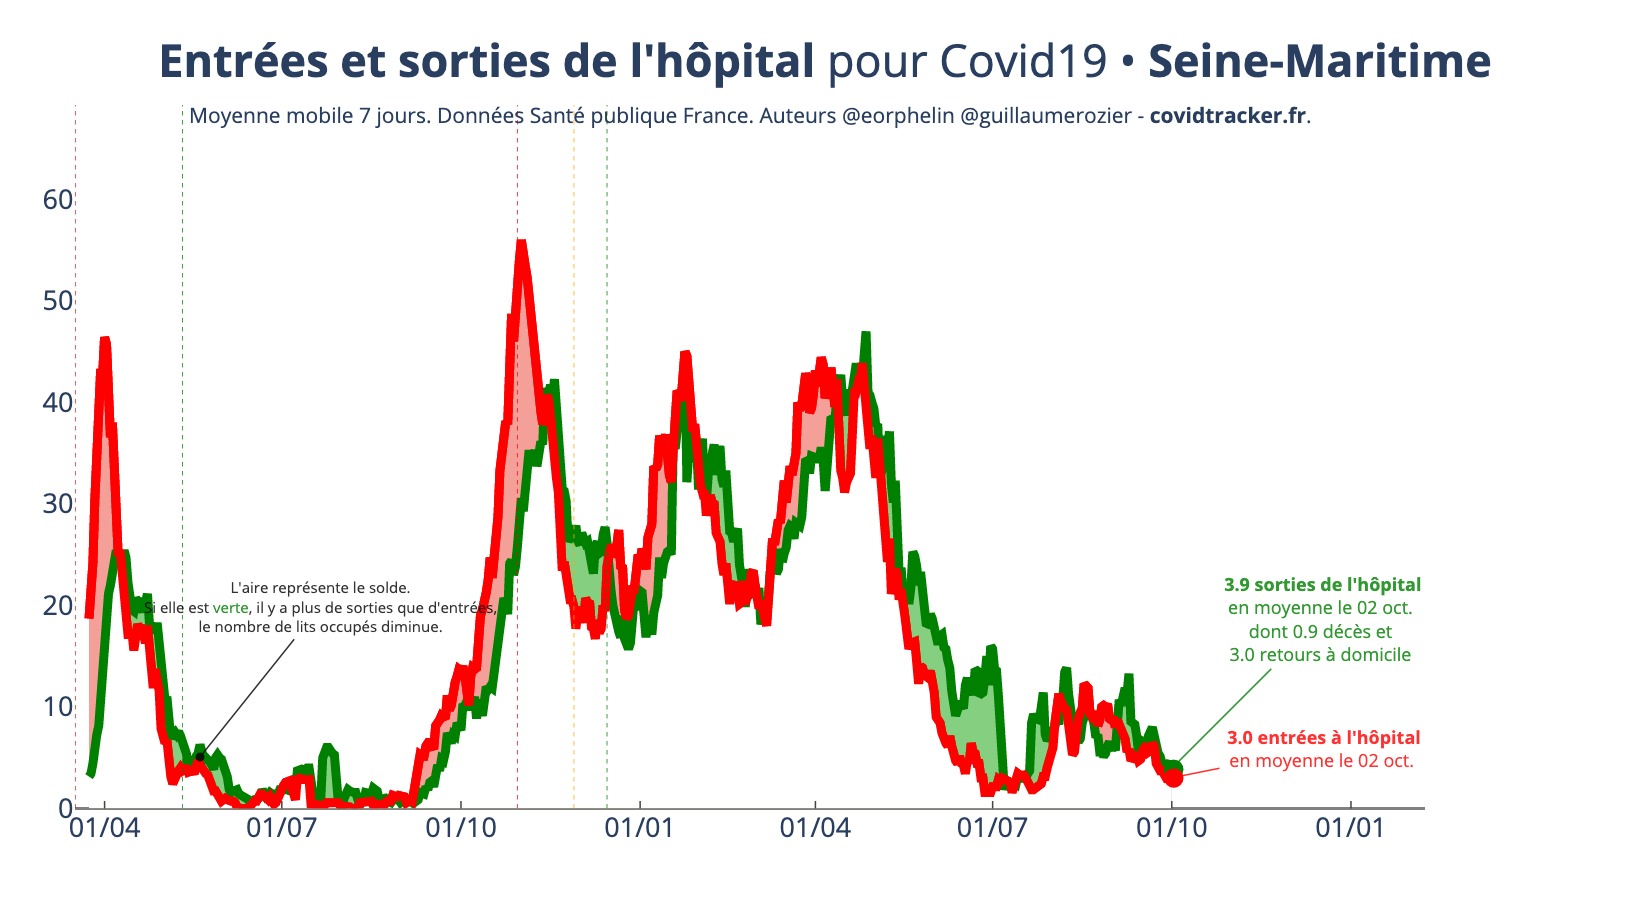 Entrées et sorties de l'hôpital pour Covid19 • Seine-Maritime
Moyenne mobile 7 jours. Données Santé publique France. Auteurs @eorphelin @guillaumerozier - covidtracker.fr.
60
50
40
30
20
10
0
L'aire représente le solde.
Si elle est verte, il y a plus de sorties que d'entrées,
le nombre de lits occupés diminue.
3.9 sorties de l'hôpital
en moyenne le 02 oct.
dont 0.9 décès et
3.0 retours à domicile
3.0 entrées à l'hôpital
en moyenne le 02 oct.
01/04 01/07 01/10 01/01 01/04 01/07 01/10 01/01